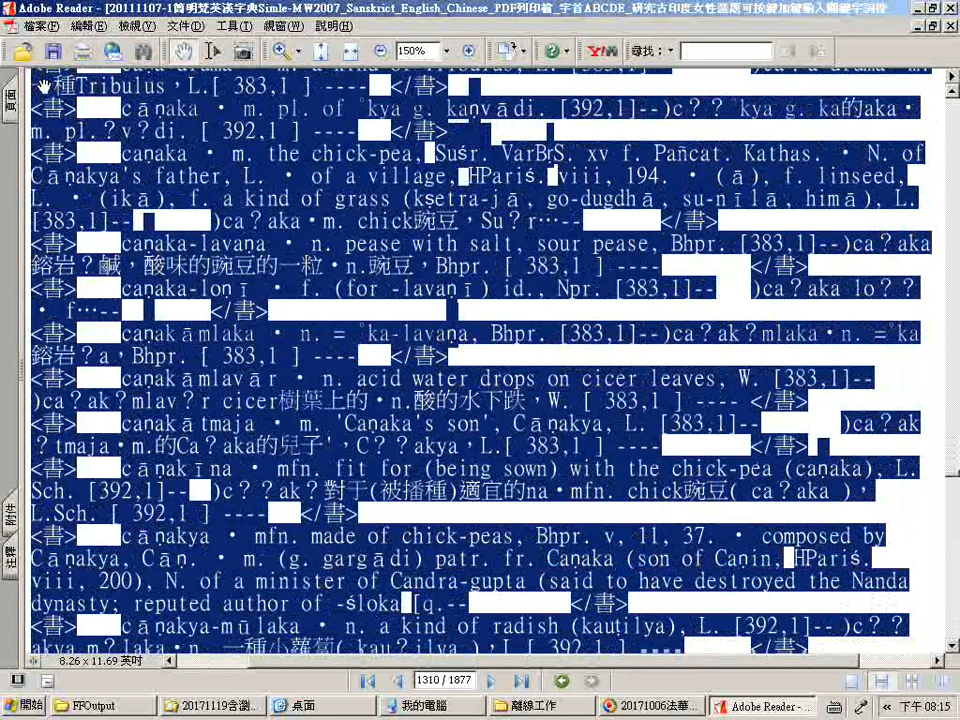 Adobe Reader - [20111107-1簡明梵英漢字典Simle-MW2007_Sanskrict_English_Chinese_PDF列印檔_字首ABCDE_研究古印度女性議題可按
檔案(F) 編輯(E) 檢視(V) 文件(D) 工具(T) 視窗(W) 說明(H)
150% Y! 尋找：
頁面
附件
注釋
種Tribulus，L.[ 383,1 ] ---- </書>
<書> cāṇaka • m. pl. of °kya g. kaṇvādi. [392,1]--)c??°kya g. ka的aka•
m. pl.?v?di. [ 392,1 ] ---- </書>
<書> caṇaka • m. the chick-pea, Suśr. VarBrS. xv f. Pañcat. Kathas. • N. of
Cāṇakya's father, L. • of a village, HPariś. viii, 194. • (ā), f. linseed,
L. • (ikā), f. a kind of grass (kṣetra-jā, go-dugdhā, su-nīlā, himā), L.
[383,1]-- )ca?aka•m. chick豌豆，Su?r…-- </書>
<書> caṇaka-lavaṇa • n. pease with salt, sour pease, Bhpr. [383,1]--)ca?aka
鎔岩?鹹，酸味的豌豆的一粒•n.豌豆，Bhpr. [ 383,1 ] ---- </書>
<書> caṇaka-lonī • f. (for -lavaṇī) id., Npr. [383,1]-- )ca?aka lo??
• f…-- </書>
<書> caṇakāmlaka • n. = °ka-lavaṇa, Bhpr. [383,1]--)ca?ak?mlaka•n. =°ka
鎔岩?a，Bhpr. [ 383,1 ] ---- </書>
<書> caṇakāmlavār • n. acid water drops on cicer leaves, W. [383,1]--
)ca?ak?mlav?r cicer樹葉上的•n.酸的水下跌，W. [ 383,1 ] ---- </書>
<書> caṇakātmaja • m. 'Caṇaka's son', Cāṇakya, L. [383,1]-- )ca?ak
?tmaja•m.的Ca?aka的兒子'，C??akya，L.[ 383,1 ] ---- </書>
<書> cāṇakīna • mfn. fit for (being sown) with the chick-pea (caṇaka), L.
Sch. [392,1]-- )c??ak?對于(被播種)適宜的na•mfn. chick豌豆( ca?aka )，
L.Sch. [ 392,1 ] ---- </書>
<書> cāṇakya • mfn. made of chick-peas, Bhpr. v, 11, 37. • composed by
Cāṇakya, Cāṇ. • m. (g. gargādi) patr. fr. Caṇaka (son of Caṇin, HPariś.
viii, 200), N. of a minister of Candra-gupta (said to have destroyed the Nanda
dynasty; reputed author of -śloka [q.-- </書>
<書> cāṇakya-mūlaka • n. a kind of radish (kauṭilya), L. [392,1]--)c??
akya m?laka•n. 一種小蘿蔔( kau?ilya )，L.[ 392,1 ] ---- </書>
8.26 x 11.69 英吋
1310 / 1877
開始 FFOutput 20171119含瀏... 桌面 我的電腦 離線工作 20171006法華... Adobe Reader - [... 下午 08:15